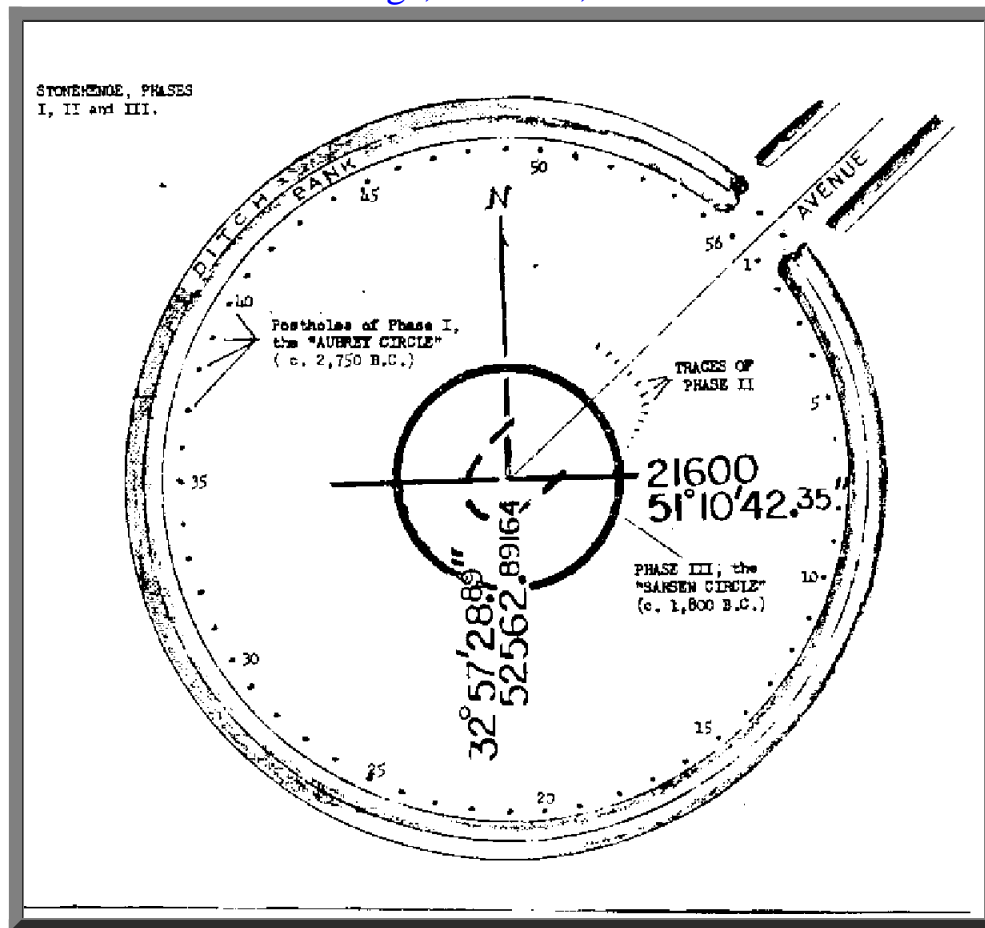 STONEHENGE, PHASES
I, II and III.
DITCH
BANK
45
50
N
AVENUE
56
1
40
Postholes of Phase I,
the "AUBREY CIRCLE"
( c. 2,750 B.C.)
TRACES OF
PHASE II
5
35
21600
51°10'42.35"
PHASE III; the
"SARSEN CIRCLE"
(c. 1,800 B.C.)
10
32°57'28.8"
52562.89164
30
15
25
20